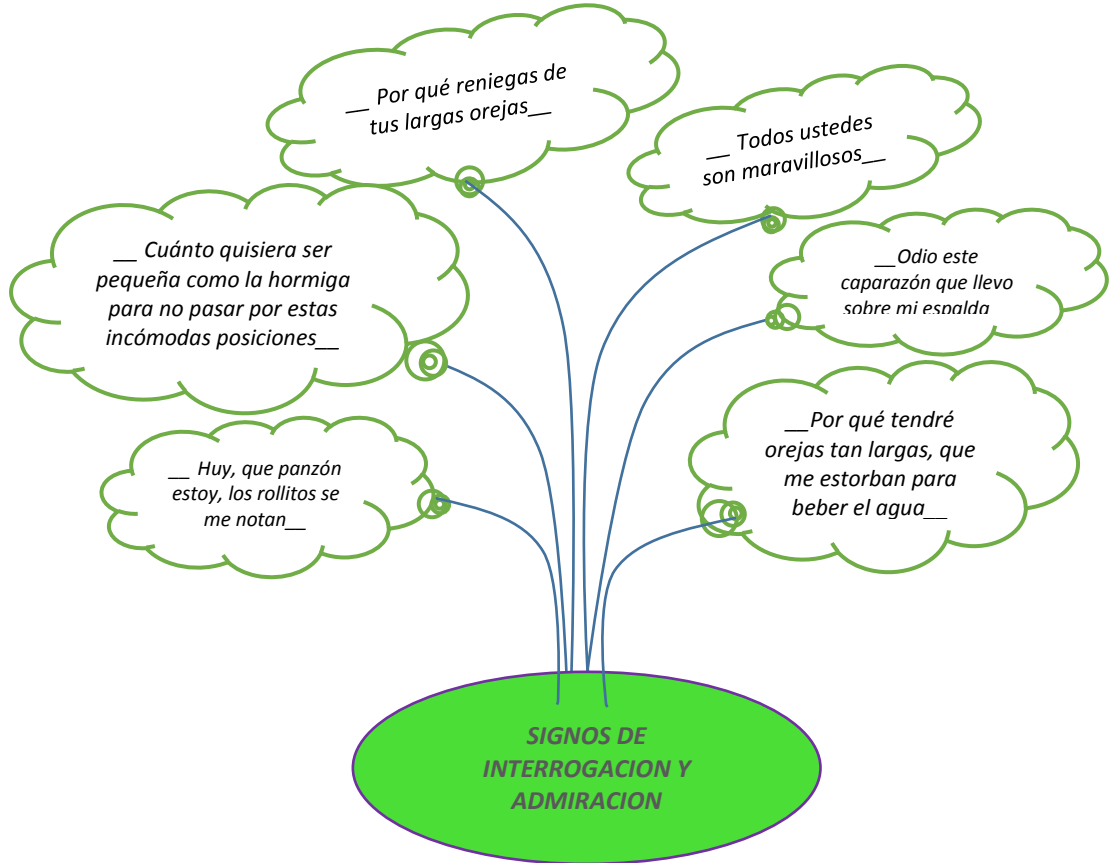 __ Por qué reniegas de
tus largas orejas__
__ Todos ustedes
son maravillosos__
__ Cuánto quisiera ser
pequeña como la hormiga
para no pasar por estas
incómodas posiciones__
__Odio este
caparazón que llevo
sobre mi espalda
__Por qué tendré
orejas tan largas, que
me estorban para
beber el agua__
__ Huy, que panzón
estoy, los rollitos se
me notan__
SIGNOS DE
INTERROGACION Y
ADMIRACION